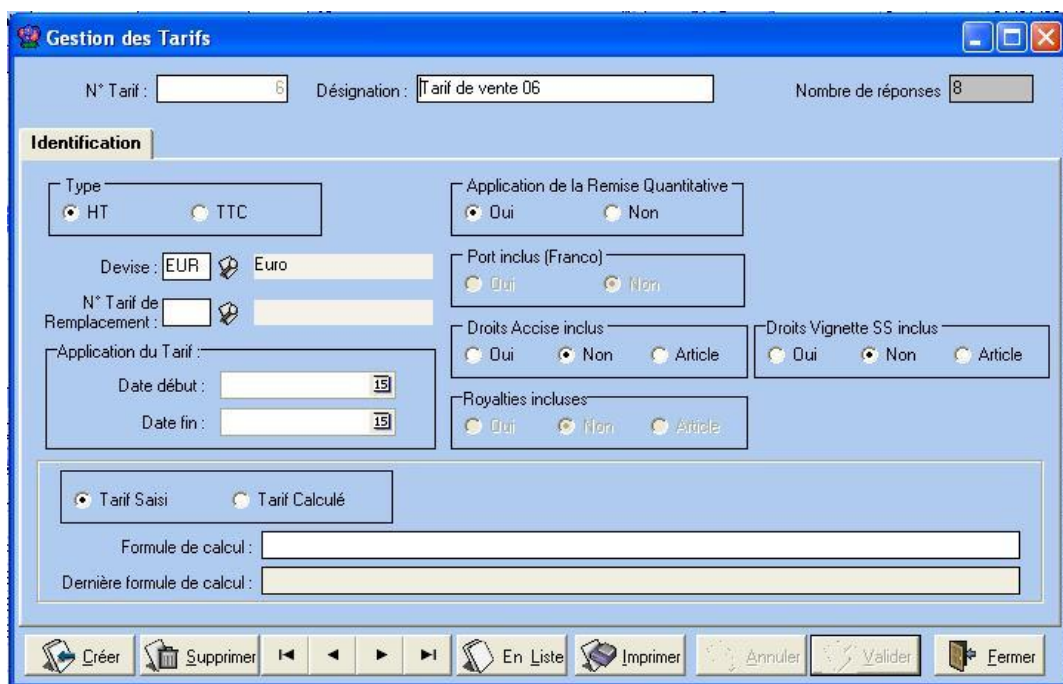 Gestion des Tarifs
N° Tarif : 6 Désignation : Tarif de vente 06 Nombre de réponses 8
Identification
Type Application de la Remise Quantitative
HT TTC Oui Non
Devise : EUR Euro Port inclus (Franco)
Oui Non
N° Tarif de
Remplacement :
Droits Accise inclus Droits Vignette SS inclus
Application du Tarif : Oui Non Article Oui Non Article
Date début : 15
Royalties incluses
Date fin : 15 Oui Non Article
Tarif Saisi Tarif Calculé
Formule de calcul :
Dernière formule de calcul :
Créer Supprimer En Liste Imprimer Annuler Valider Fermer